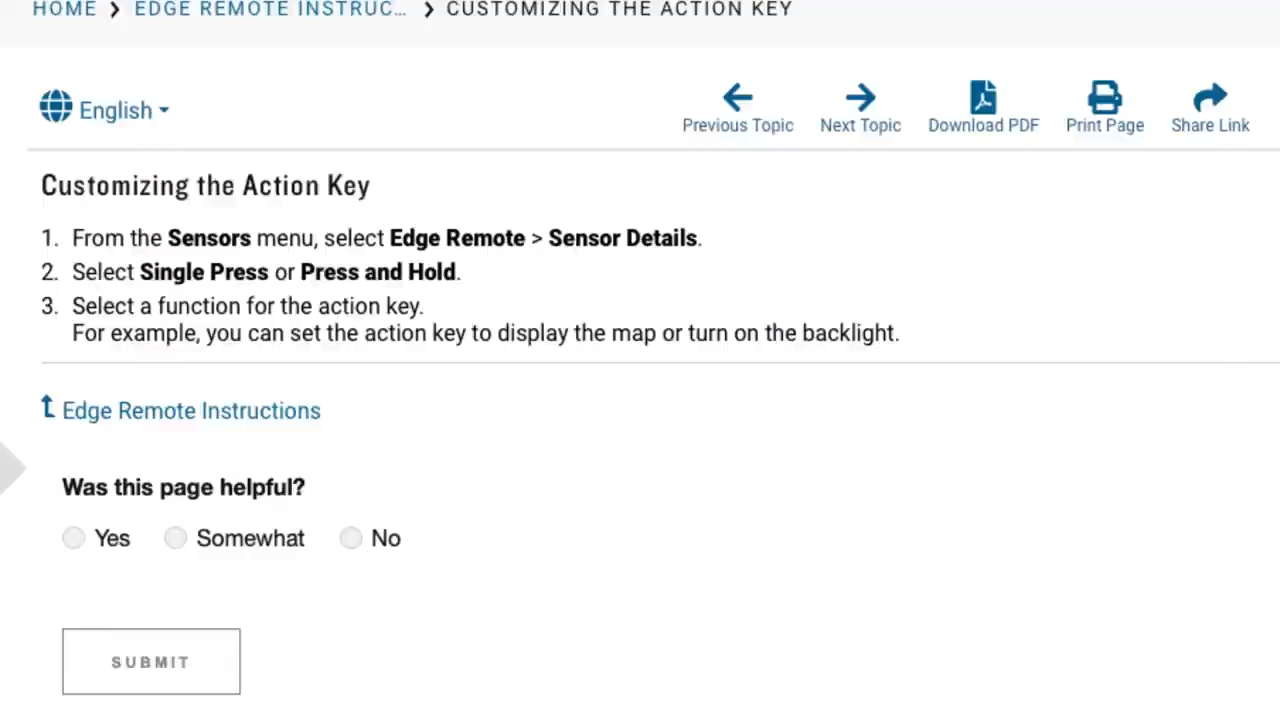 HOME > EDGE REMOTE INSTRUC... > CUSTOMIZING THE ACTION KEY
English
Previous Topic Next Topic Download PDF Print Page Share Link
Customizing the Action Key
1. From the Sensors menu, select Edge Remote > Sensor Details.
2. Select Single Press or Press and Hold.
3. Select a function for the action key.
For example, you can set the action key to display the map or turn on the backlight.
Edge Remote Instructions
Was this page helpful?
Yes Somewhat No
SUBMIT